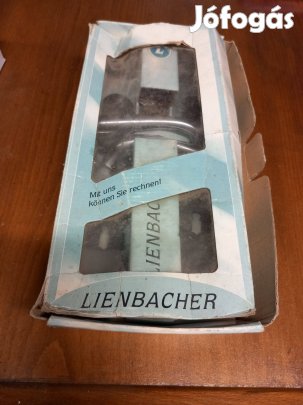 Jófogás
Mit uns
können Sie rechnen!
LIENBACHER
LIENBACHER